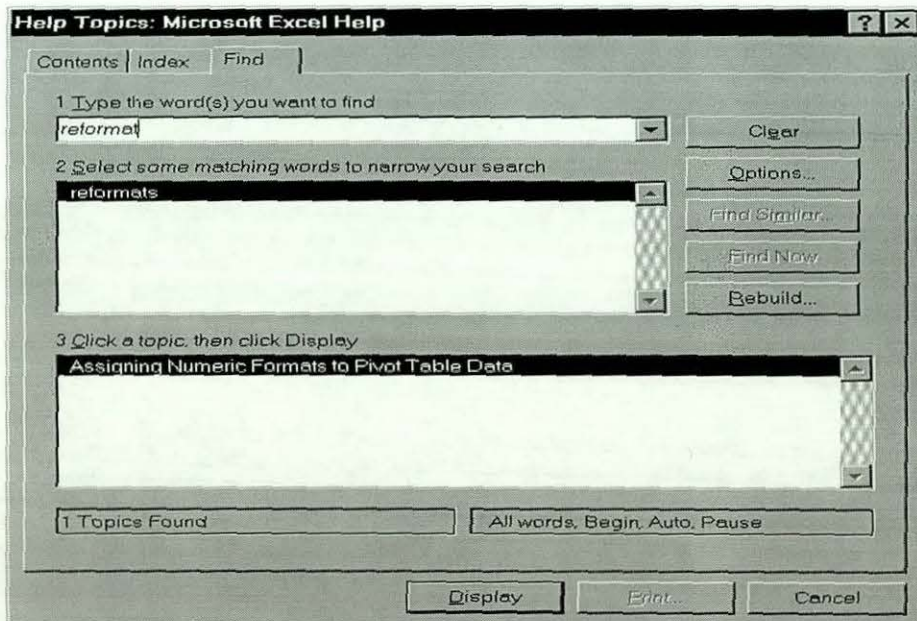 Help Topics: Microsoft Excel Help
Contents Index Find
1 Type the word(s) you want to find
reformat
Clear
2 Select some matching words to narrow your search
Options...
reformats
Find Similar...
Find Now
Rebuild...
3 Click a topic, then click Display
Assigning Numeric Formats to Pivot Table Data
1 Topics Found
All words, Begin, Auto, Pause
Display Print... Cancel